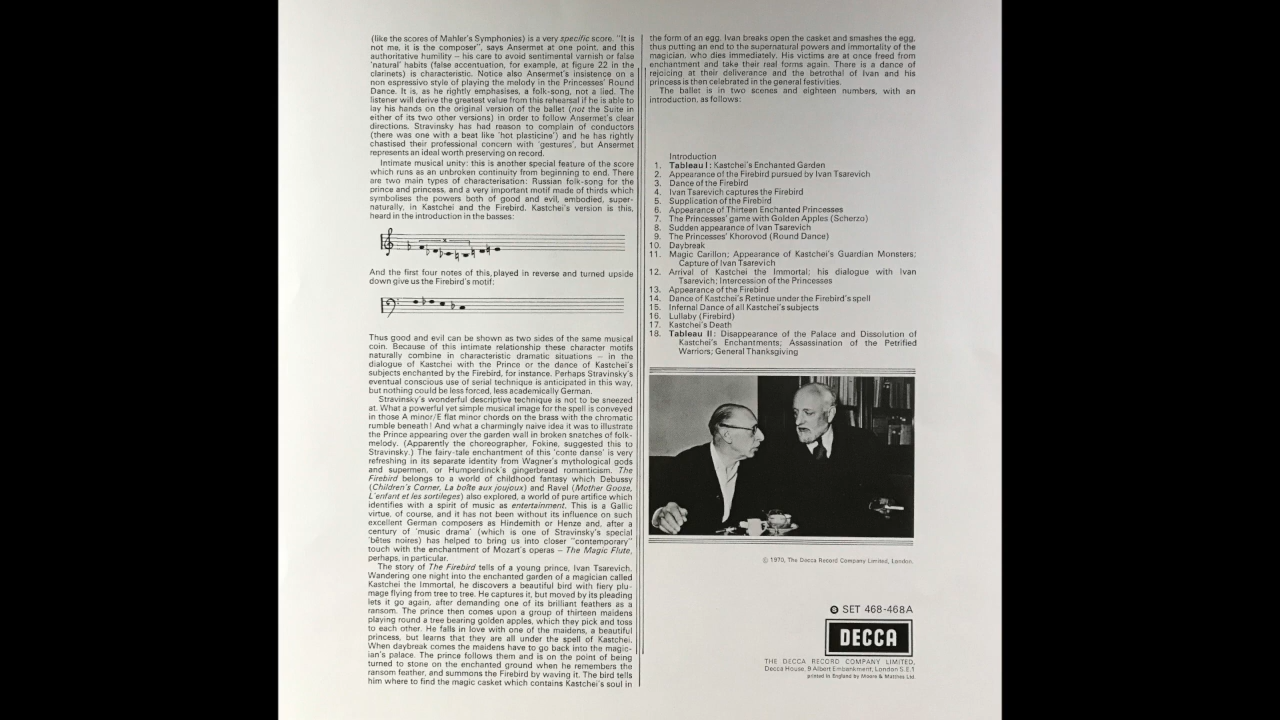 (like the scores of Mahler's Symphonies) is a very specific score. "It is
not me, it is the composer", says Ansermet at one point, and this
authoritative humility – his care to avoid sentimental varnish or false
'natural' habits (false accentuation, for example, at figure 22 in the
clarinets) is characteristic. Notice also Ansermet's insistence on a
non espressivo style of playing the melody in the Princesses' Round
Dance. It is, as he rightly emphasises, a folk-song, not a lied. The
listener will derive the greatest value from this rehearsal if he is able to
lay his hands on the original version of the ballet (not the Suite in
either of its two other versions) in order to follow Ansermet's clear
directions. Stravinsky has had reason to complain of conductors
(there was one with a beat like 'hot plasticine') and he has rightly
chastised their professional concern with 'gestures', but Ansermet
represents an ideal worth preserving on record.
Intimate musical unity: this is another special feature of the score
which runs as an unbroken continuity from beginning to end. There
are two main types of characterisation: Russian folk-song for the
prince and princess, and a very important motif made of thirds which
symbolises the powers both of good and evil, embodied, super-
naturally, in Kastchei and the Firebird. Kastchei's version is this,
heard in the introduction in the basses:
x
And the first four notes of this, played in reverse and turned upside
down give us the Firebird's motif:
Thus good and evil can be shown as two sides of the same musical
coin. Because of this intimate relationship these character motifs
naturally combine in characteristic dramatic situations – in the
dialogue of Kastchei with the Prince or the dance of Kastchei's
subjects enchanted by the Firebird, for instance. Perhaps Stravinsky's
eventual conscious use of serial technique is anticipated in this way,
but nothing could be less forced, less academically German.
Stravinsky's wonderful descriptive technique is not to be sneezed
at. What a powerful yet simple musical image for the spell is conveyed
in those A minor/E flat minor chords on the brass with the chromatic
rumble beneath! And what a charmingly naive idea it was to illustrate
the Prince appearing over the garden wall in broken snatches of folk-
melody. (Apparently the choreographer, Fokine, suggested this to
Stravinsky.) The fairy-tale enchantment of this 'conte danse' is very
refreshing in its separate identity from Wagner's mythological gods
and supermen, or Humperdinck's gingerbread romanticism. The
Firebird belongs to a world of childhood fantasy which Debussy
(Children's Corner, La boîte aux joujoux) and Ravel (Mother Goose,
L'enfant et les sortileges) also explored, a world of pure artifice which
identifies with a spirit of music as entertainment. This is a Gallic
virtue, of course, and it has not been without its influence on such
excellent German composers as Hindemith or Henze and, after a
century of 'music drama' (which is one of Stravinsky's special
'bêtes noires) has helped to bring us into closer "contemporary"
touch with the enchantment of Mozart's operas – The Magic Flute,
perhaps, in particular.
The story of The Firebird tells of a young prince, Ivan Tsarevich.
Wandering one night into the enchanted garden of a magician called
Kastchei the Immortal, he discovers a beautiful bird with fiery plu-
mage flying from tree to tree. He captures it, but moved by its pleading
lets it go again, after demanding one of its brilliant feathers as a
ransom. The prince then comes upon a group of thirteen maidens
playing round a tree bearing golden apples, which they pick and toss
to each other. He falls in love with one of the maidens, a beautiful
princess, but learns that they are all under the spell of Kastchei.
When daybreak comes the maidens have to go back into the magic-
ian's palace. The prince follows them and is on the point of being
turned to stone on the enchanted ground when he remembers the
ransom feather, and summons the Firebird by waving it. The bird tells
him where to find the magic casket which contains Kastchei's soul in
the form of an egg. Ivan breaks open the casket and smashes the egg,
thus putting an end to the supernatural powers and immortality of the
magician, who dies immediately. His victims are at once freed from
enchantment and take their real forms again. There is a dance of
rejoicing at their deliverance and the betrothal of Ivan and his
princess is then celebrated in the general festivities.
The ballet is in two scenes and eighteen numbers, with an
introduction, as follows:
Introduction
1. Tableau I: Kastchei's Enchanted Garden
2. Appearance of the Firebird pursued by Ivan Tsarevich
3. Dance of the Firebird
4. Ivan Tsarevich captures the Firebird
5. Supplication of the Firebird
6. Appearance of Thirteen Enchanted Princesses
7. The Princesses' game with Golden Apples (Scherzo)
8. Sudden appearance of Ivan Tsarevich
9. The Princesses' Khorovod (Round Dance)
10. Daybreak
11. Magic Carillon; Appearance of Kastchei's Guardian Monsters;
Capture of Ivan Tsarevich
12. Arrival of Kastchei the Immortal; his dialogue with Ivan
Tsarevich; Intercession of the Princesses
13. Appearance of the Firebird
14. Dance of Kastchei's Retinue under the Firebird's spell
15. Infernal Dance of all Kastchei's subjects
16. Lullaby (Firebird)
17. Kastchei's Death
18. Tableau II: Disappearance of the Palace and Dissolution of
Kastchei's Enchantments; Assassination of the Petrified
Warriors; General Thanksgiving
© 1970, The Decca Record Company Limited, London.
SET 468-468A
DECCA
THE DECCA RECORD COMPANY LIMITED,
Decca House, 9 Albert Embankment, London S.E.1
printed in England by Moore & Matthes Ltd.